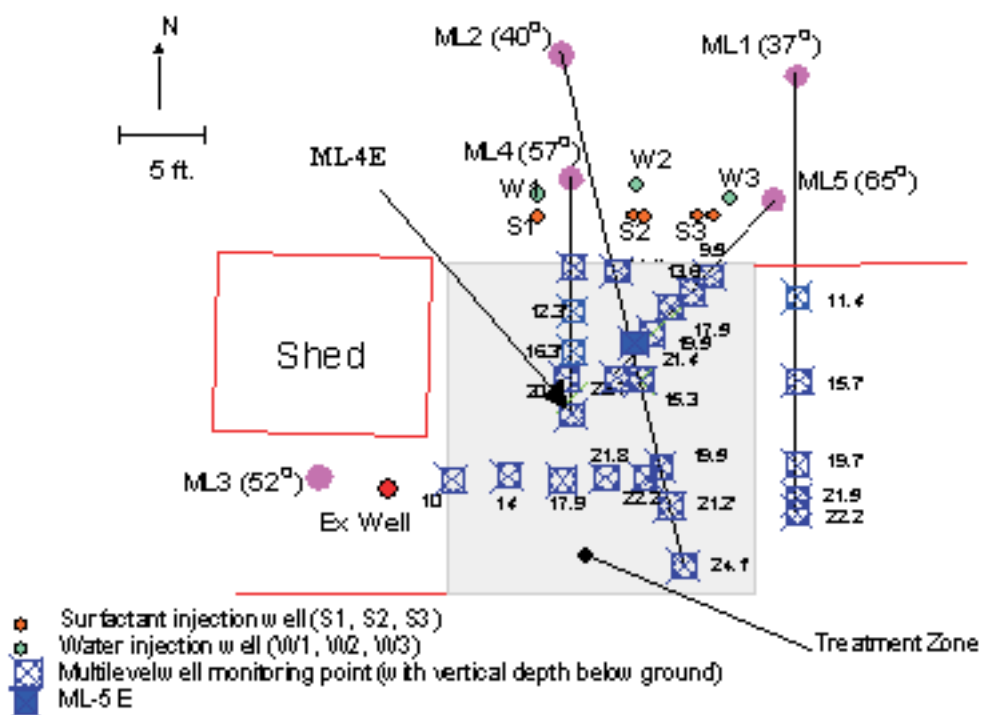 N
ML2 (40°)
ML1 (37°)
5 ft.
ML-4E
ML4 (57°)
W1
W2
W3
ML5 (65°)
S1
S2
S3
9.9
13.6
12.3'
17.9
11.4
16.3'
19.9
Shed
21.4
15.7
15.3
ML3 (52°)
Ex Well
10
14
17.9
21.8
22.2
19.9
21.2'
24.1
19.7
21.9
22.2
Surfactant injection well (S1, S2, S3)
Water injection well (W1, W2, W3)
Multilevel well monitoring point (with vertical depth below ground)
ML-5 E
Treatment Zone